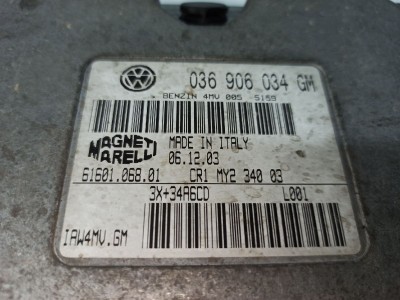 036 906 034 GM
BENZIN 4MV 005 5159
MAGNETI MARELLI
MADE IN ITALY
06.12.03
61601.068.01 CR1 MY2 340 03
3X+34A6CD L001
IAW4MV.GM